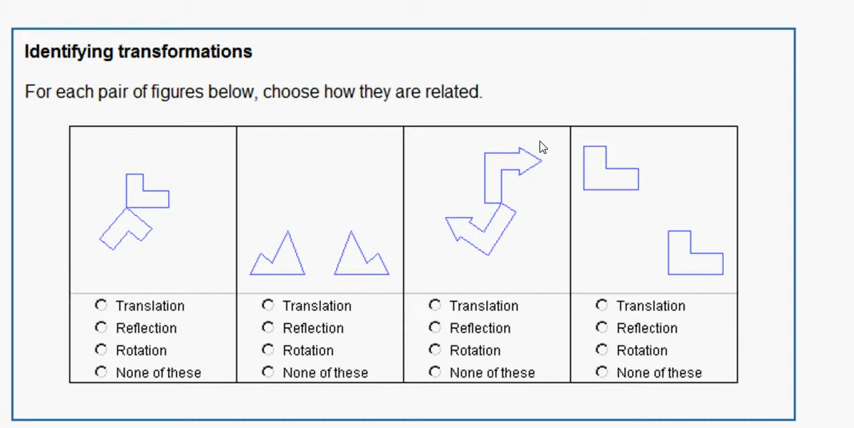 Identifying transformations
For each pair of figures below, choose how they are related.
Translation
Reflection
Rotation
None of these
Translation
Reflection
Rotation
None of these
Translation
Reflection
Rotation
None of these
Translation
Reflection
Rotation
None of these